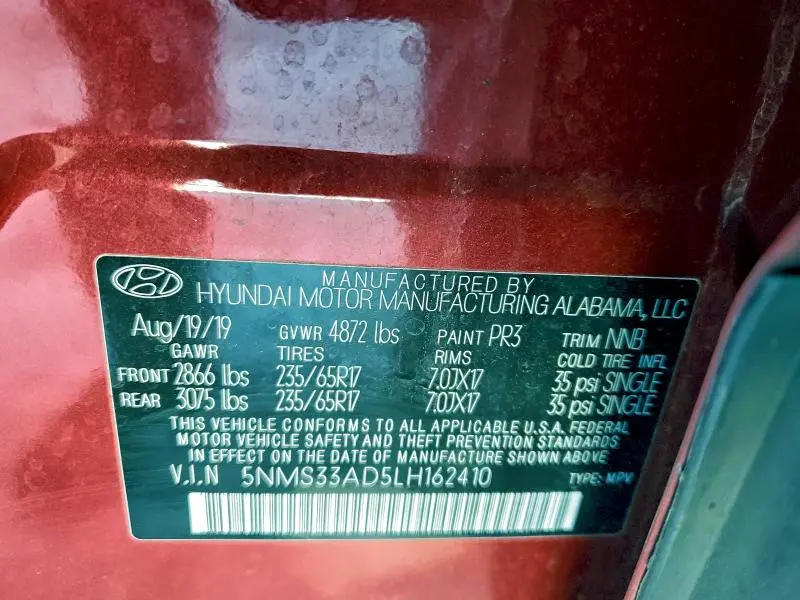 MANUFACTURED BY
HYUNDAI MOTOR MANUFACTURING ALABAMA, LLC
Aug/19/19 GVWR 4872 lbs PAINT PR3 TRIM NNB
GAWR TIRES RIMS COLD TIRE INFL
FRONT 2866 lbs 235/65R17 7.0JX17 35 psi SINGLE
REAR 3075 lbs 235/65R17 7.0JX17 35 psi SINGLE
THIS VEHICLE CONFORMS TO ALL APPLICABLE U.S.A. FEDERAL
MOTOR VEHICLE SAFETY AND THEFT PREVENTION STANDARDS
IN EFFECT ON THE DATE OF MANUFACTURE SHOWN ABOVE
V.I.N 5NMS33AD5LH162410 TYPE: MPV